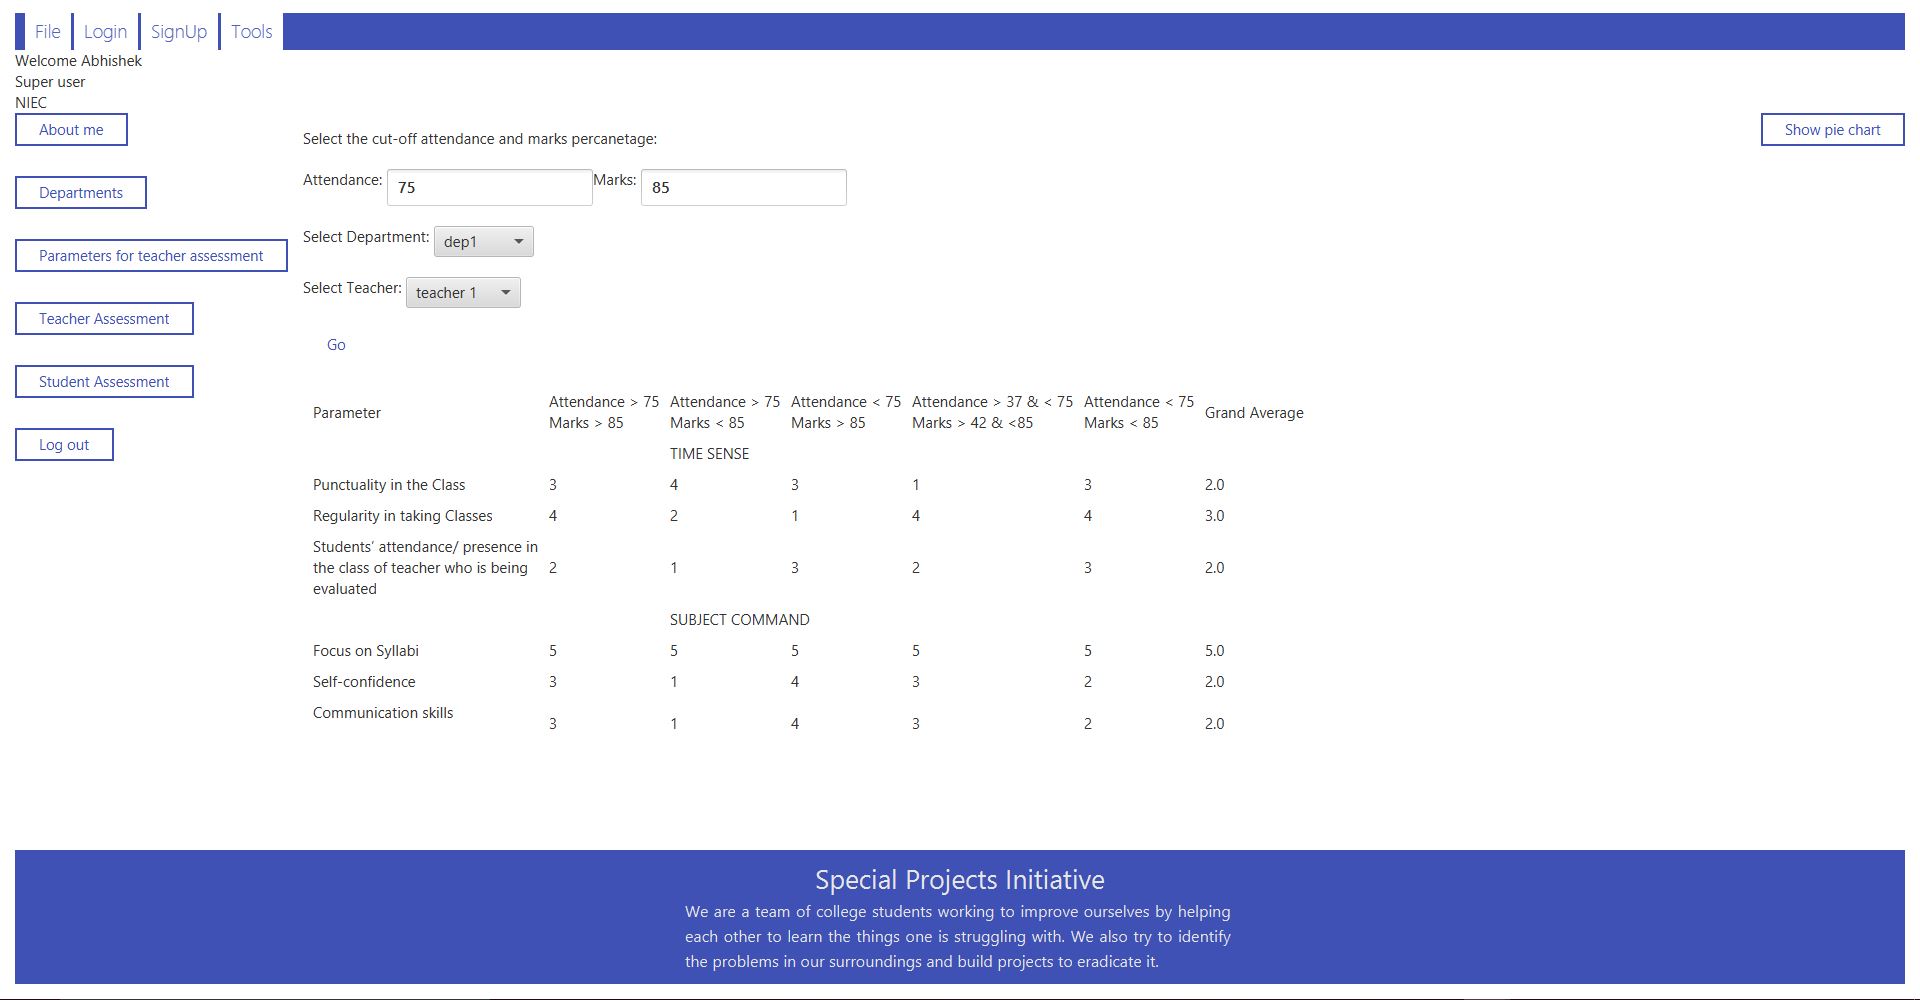 File Login SignUp Tools
Welcome Abhishek
Super user
NIEC
About me
Show pie chart
Departments
Parameters for teacher assessment
Teacher Assessment
Student Assessment
Log out
Select the cut-off attendance and marks percanetage:
Attendance: 75 Marks: 85
Select Department: dep1
Select Teacher: teacher 1
Go
Parameter Attendance > 75 Marks > 85 Attendance > 75 Marks < 85 Attendance < 75 Marks > 85 Attendance > 37 & < 75 Marks > 42 & <85 Attendance < 75 Marks < 85 Grand Average
TIME SENSE
Punctuality in the Class 3 4 3 1 3 2.0
Regularity in taking Classes 4 2 1 4 4 3.0
Students’ attendance/ presence in
the class of teacher who is being 2 1 3 2 3 2.0
evaluated
SUBJECT COMMAND
Focus on Syllabi 5 5 5 5 5 5.0
Self-confidence 3 1 4 3 2 2.0
Communication skills 3 1 4 3 2 2.0
Special Projects Initiative
We are a team of college students working to improve ourselves by helping
each other to learn the things one is struggling with. We also try to identify
the problems in our surroundings and build projects to eradicate it.